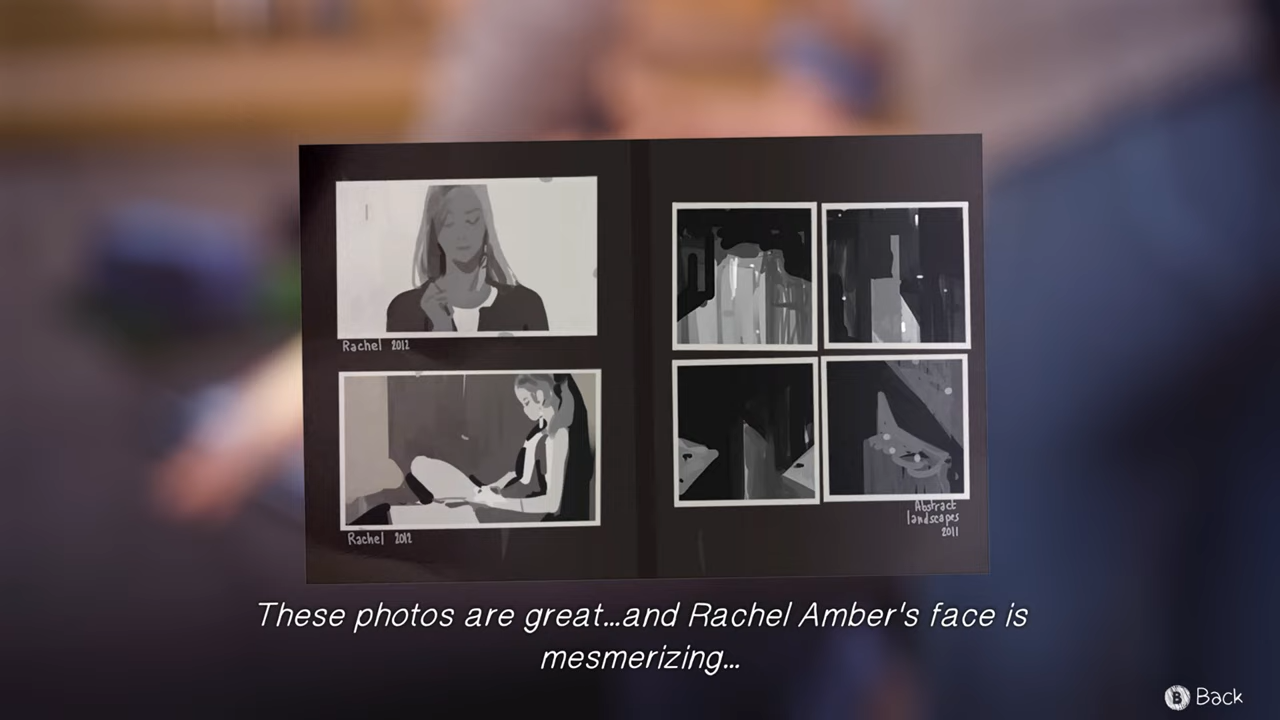 Rachel 2012
Rachel 2012
Abstract
landscapes
2011
These photos are great...and Rachel Amber's face is
mesmerizing...
B Back